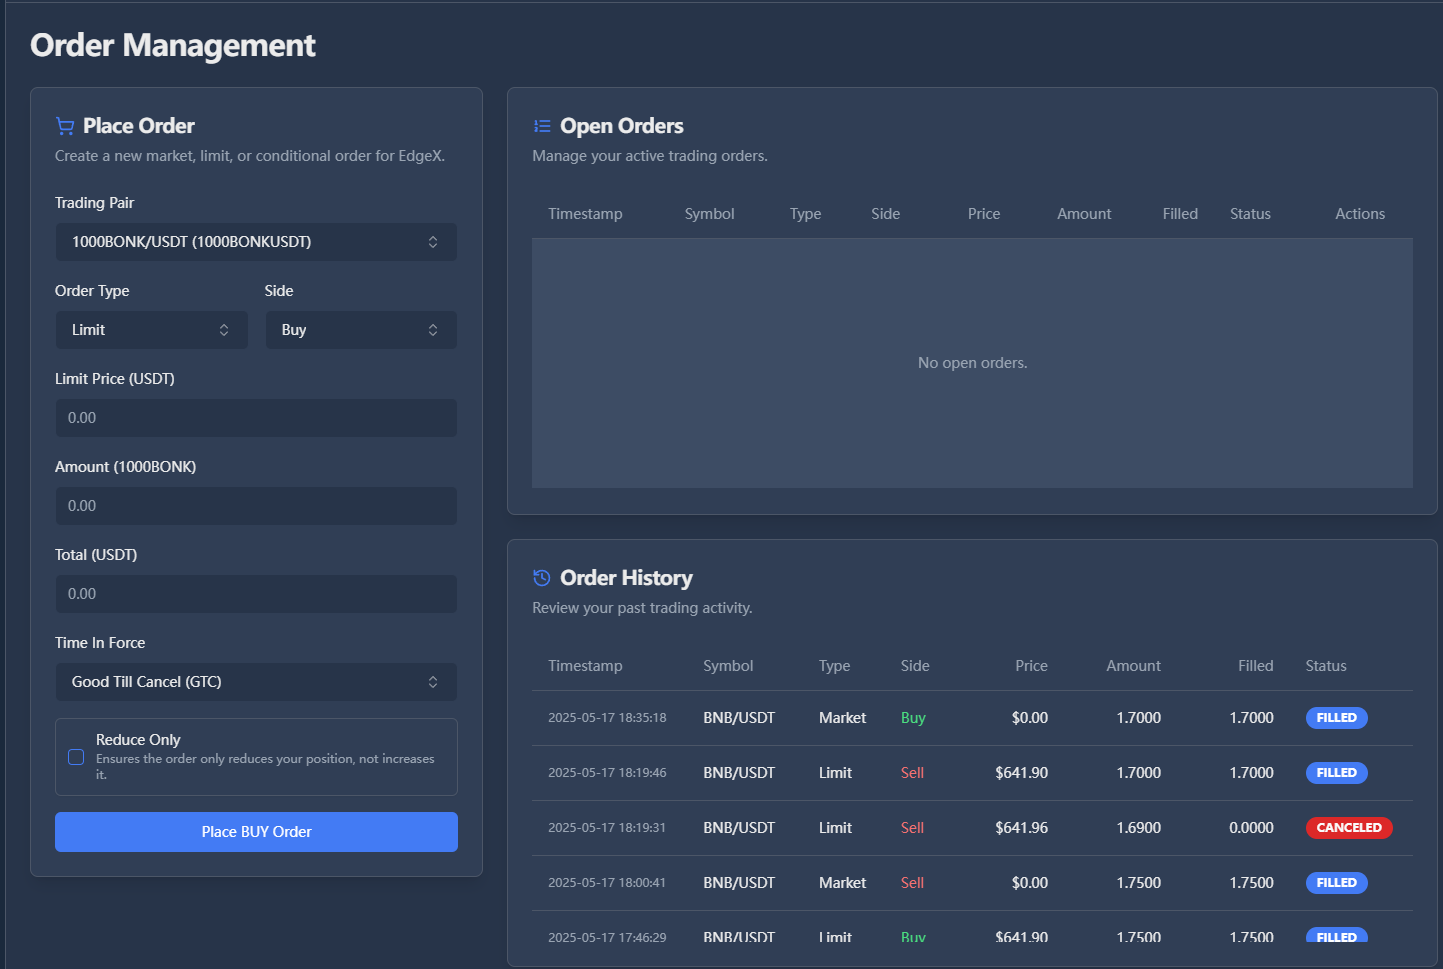 Order Management
Place Order
Create a new market, limit, or conditional order for EdgeX.
Trading Pair
1000BONK/USDT (1000BONKUSDT)
Order Type Side
Limit Buy
Limit Price (USDT)
0.00
Amount (1000BONK)
0.00
Total (USDT)
0.00
Time In Force
Good Till Cancel (GTC)
Reduce Only
Ensures the order only reduces your position, not increases
it.
Place BUY Order
Open Orders
Manage your active trading orders.
Timestamp Symbol Type Side Price Amount Filled Status Actions
No open orders.
Order History
Review your past trading activity.
Timestamp Symbol Type Side Price Amount Filled Status
2025-05-17 18:35:18 BNB/USDT Market Buy $0.00 1.7000 1.7000 FILLED
2025-05-17 18:19:46 BNB/USDT Limit Sell $641.90 1.7000 1.7000 FILLED
2025-05-17 18:19:31 BNB/USDT Limit Sell $641.96 1.6900 0.0000 CANCELED
2025-05-17 18:00:41 BNB/USDT Market Sell $0.00 1.7500 1.7500 FILLED
2025-05-17 17:46:29 BNB/USDT Limit Buy $641.90 1.7500 1.7500 FILLED